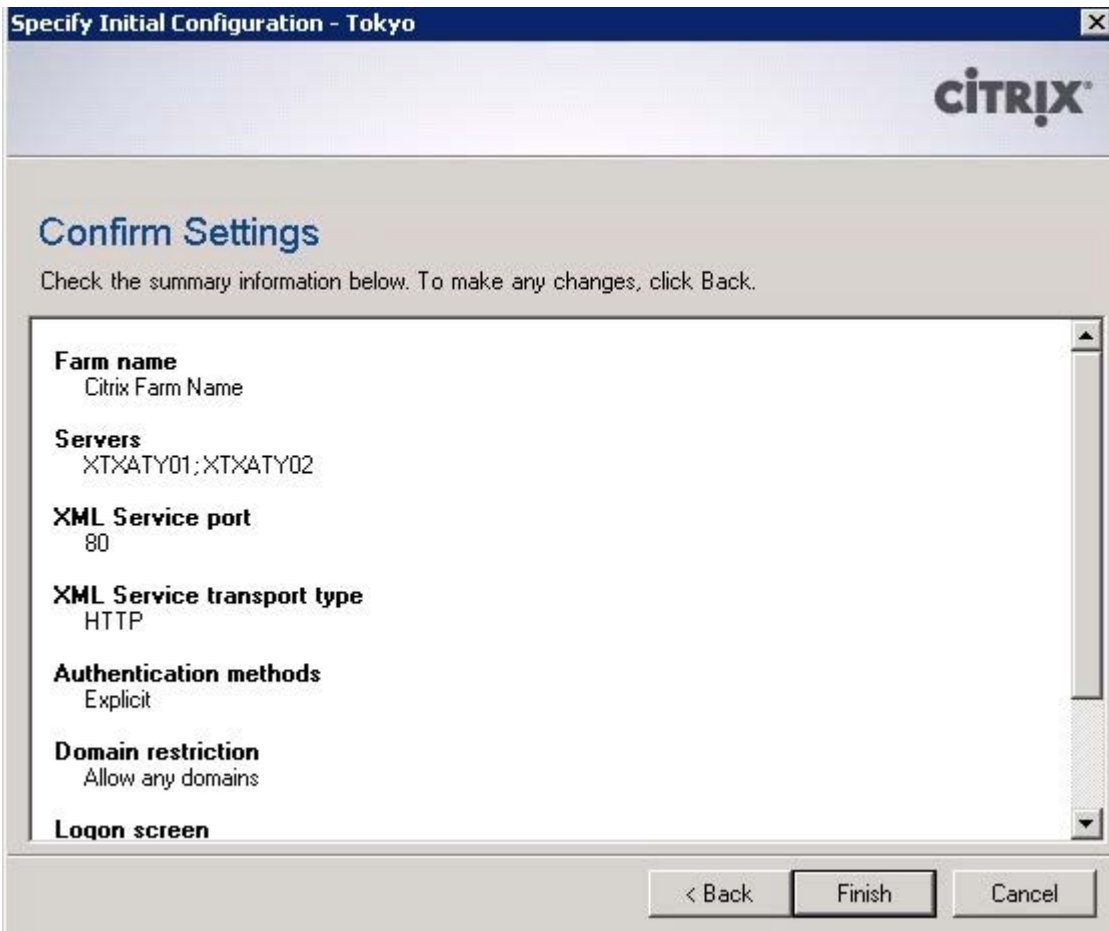 Specify Initial Configuration - Tokyo
CITRIX®
Confirm Settings
Check the summary information below. To make any changes, click Back.
Farm name
Citrix Farm Name
Servers
XTXATY01;XTXATY02
XML Service port
80
XML Service transport type
HTTP
Authentication methods
Explicit
Domain restriction
Allow any domains
Logon screen
< Back Finish Cancel